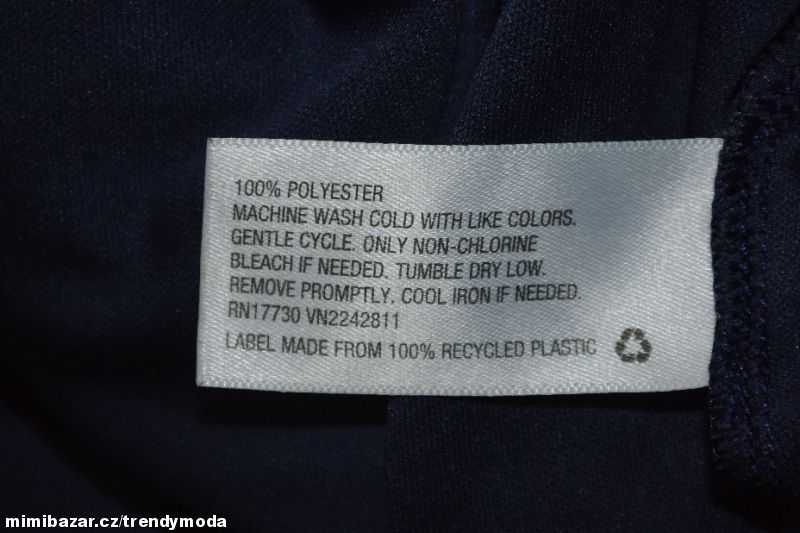 100% POLYESTER
MACHINE WASH COLD WITH LIKE COLORS.
GENTLE CYCLE. ONLY NON-CHLORINE
BLEACH IF NEEDED. TUMBLE DRY LOW.
REMOVE PROMPTLY. COOL IRON IF NEEDED.
RN17730 VN2242811
LABEL MADE FROM 100% RECYCLED PLASTIC
mimibazar.cz/trendymoda